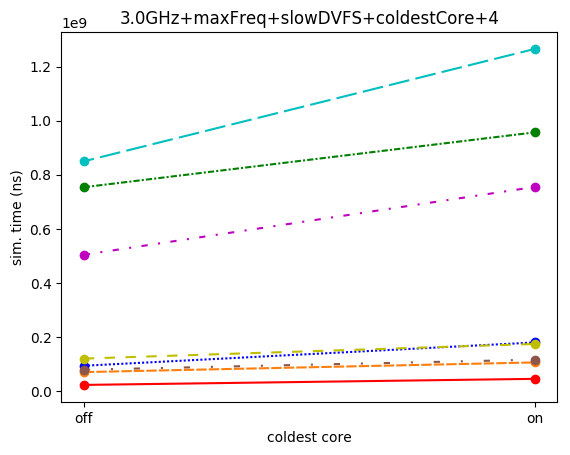 3.0GHz+maxFreq+slowDVFS+coldestCore+4
1e9
1.2
1.0
0.8
0.6
0.4
0.2
0.0
sim. time (ns)
off
on
coldest core